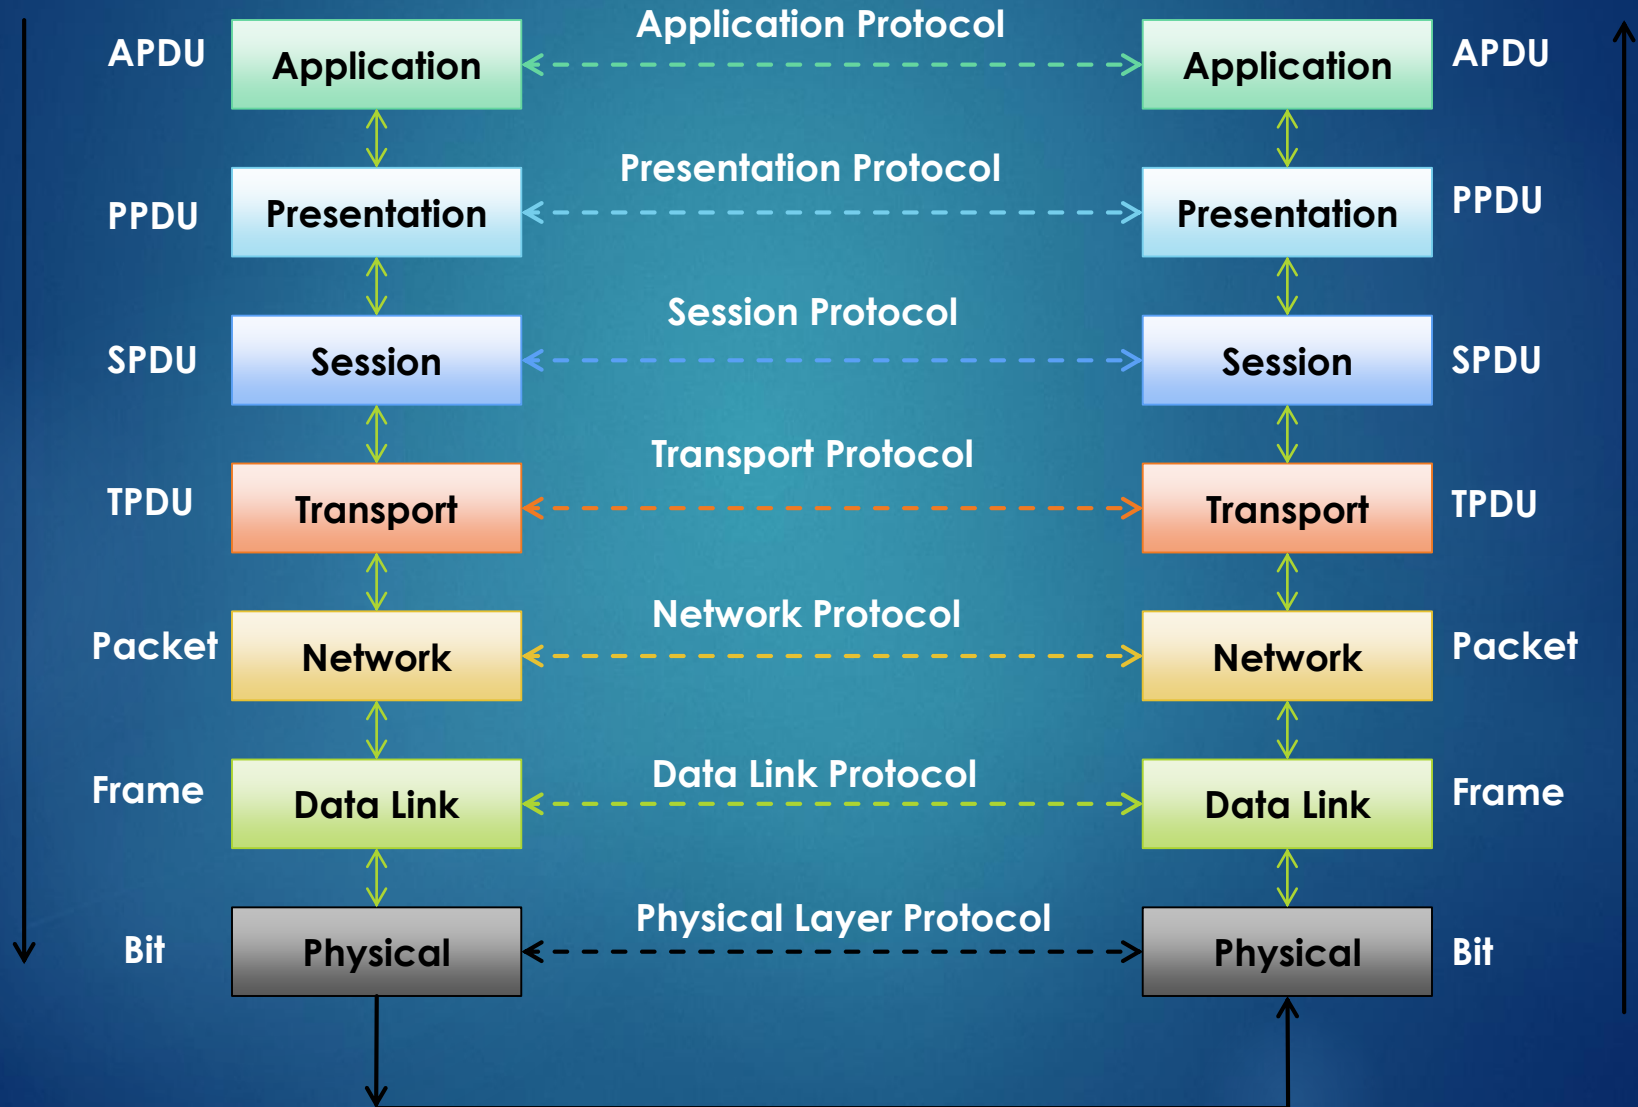 Application Protocol
APDU
Application
Application
APDU
Presentation Protocol
PPDU
Presentation
Presentation
PPDU
Session Protocol
SPDU
Session
Session
SPDU
Transport Protocol
TPDU
Transport
Transport
TPDU
Network Protocol
Packet
Network
Network
Packet
Data Link Protocol
Frame
Data Link
Data Link
Frame
Physical Layer Protocol
Bit
Physical
Physical
Bit